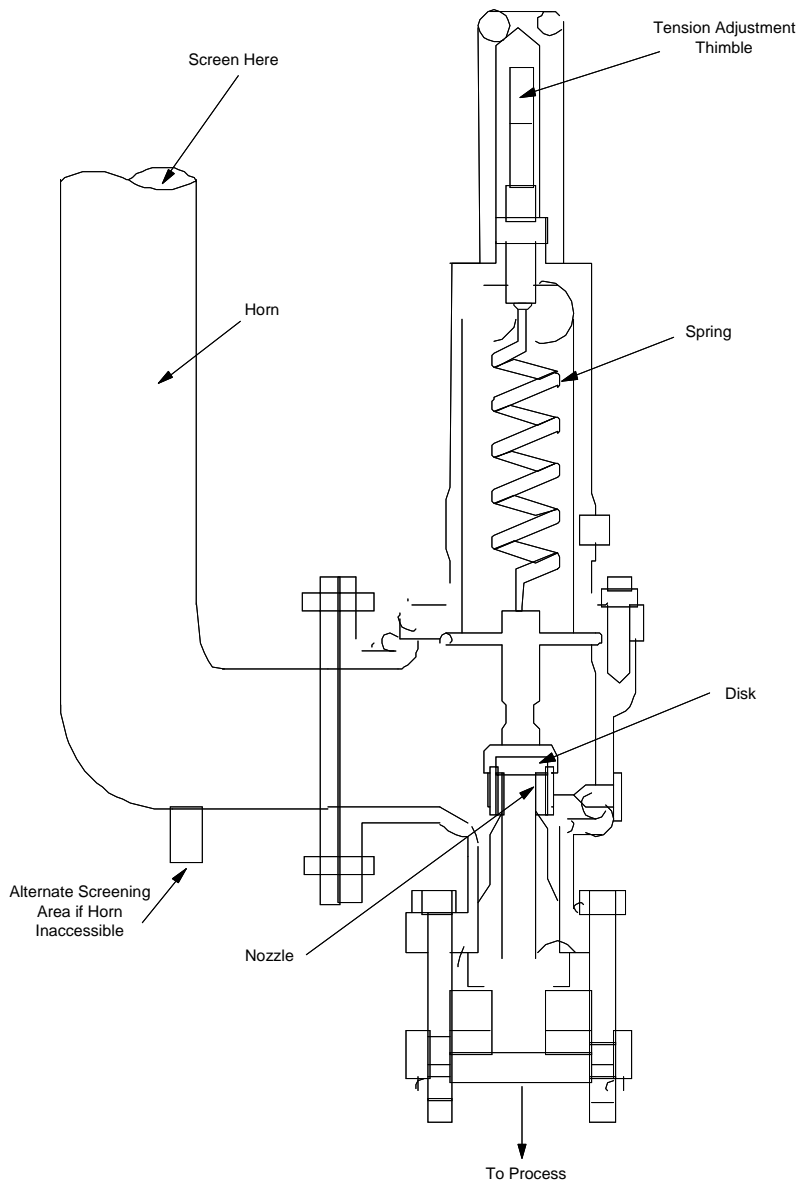 Tension Adjustment
Thimble
Screen Here
Horn
Spring
Disk
Alternate Screening
Area if Horn
Inaccessible
Nozzle
To Process